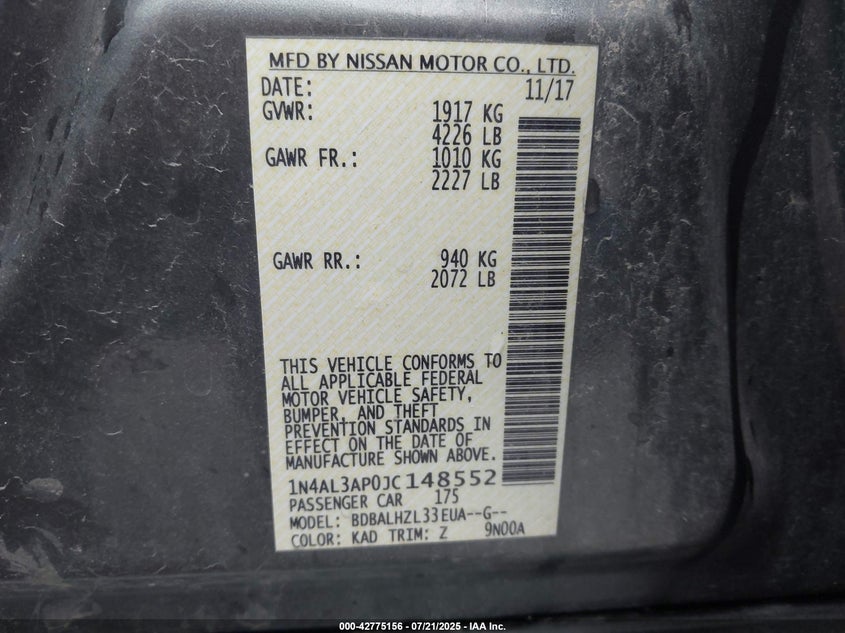 MFD BY NISSAN MOTOR CO., LTD.
DATE: 11/17
GVWR: 1917 KG
4226 LB
GAWR FR.: 1010 KG
2227 LB
GAWR RR.: 940 KG
2072 LB
THIS VEHICLE CONFORMS TO
ALL APPLICABLE FEDERAL
MOTOR VEHICLE SAFETY,
BUMPER, AND THEFT
PREVENTION STANDARDS IN
EFFECT ON THE DATE OF
MANUFACTURE SHOWN ABOVE.
1N4AL3AP0JC148552
PASSENGER CAR 175
MODEL: BDBALHZL33EUA--G--
COLOR: KAD TRIM: Z 9N00A
000-42775156 - 07/21/2025 - IAA Inc.